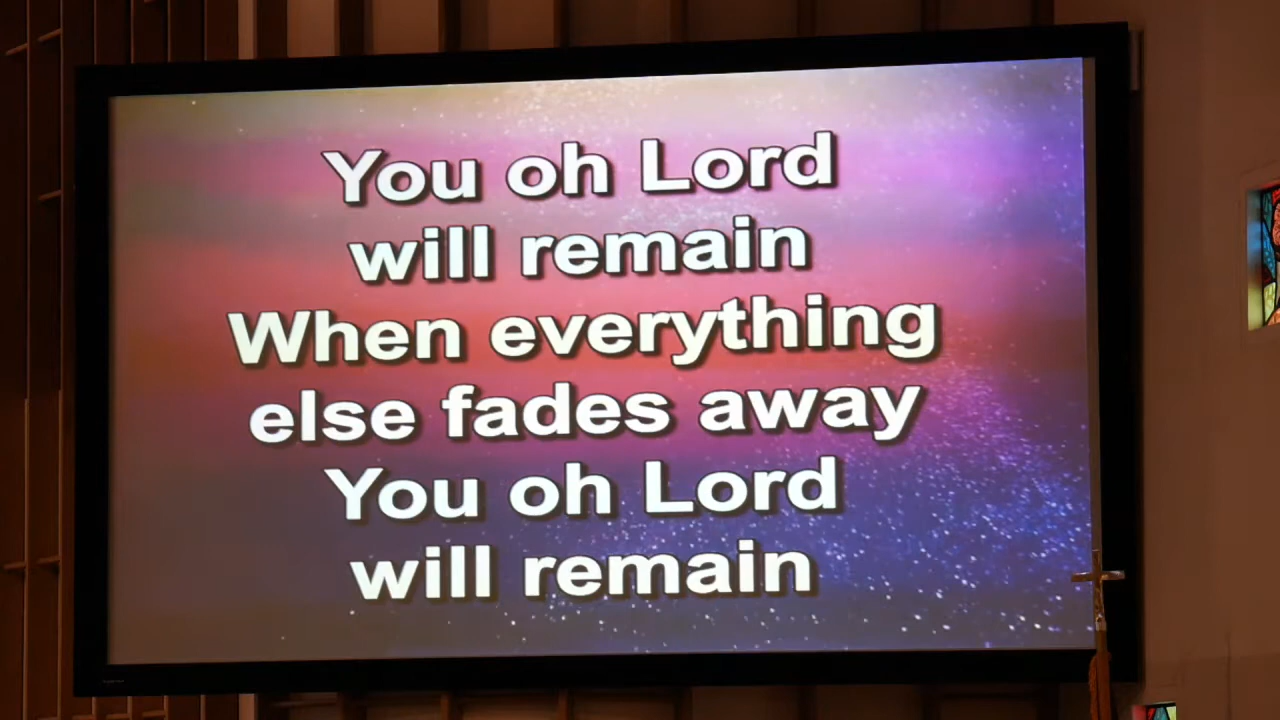 You oh Lord
will remain
When everything
else fades away
You oh Lord
will remain